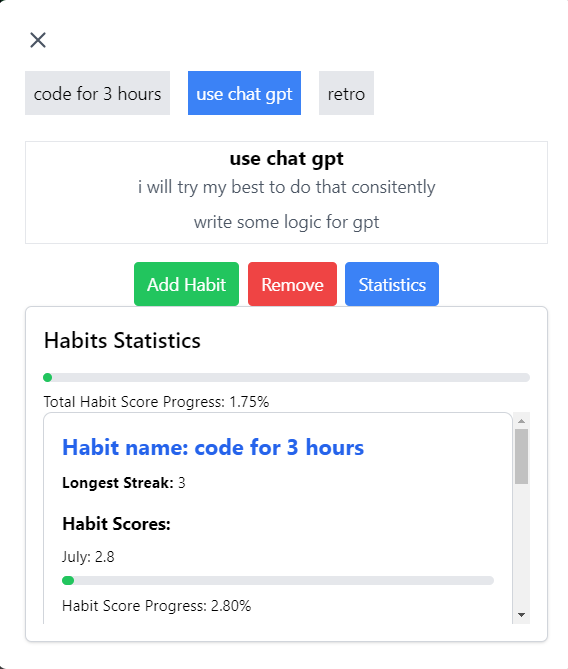 code for 3 hours use chat gpt retro
use chat gpt
i will try my best to do that consitently
write some logic for gpt
Add Habit Remove Statistics
Habits Statistics
Total Habit Score Progress: 1.75%
Habit name: code for 3 hours
Longest Streak: 3
Habit Scores:
July: 2.8
Habit Score Progress: 2.80%